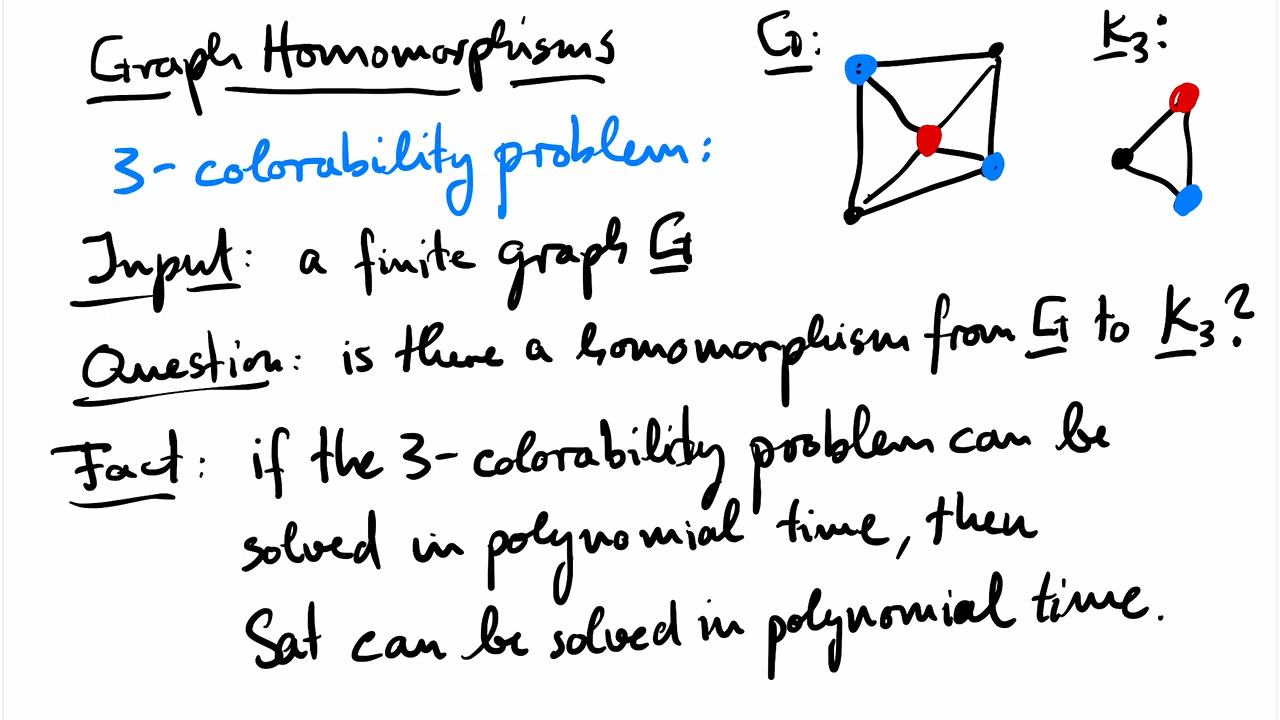 Graph Homomorphisms
G:
K3:
3-colorability problem:
Input: a finite graph G
Question: is there a homomorphism from G to K3?
Fact: if the 3-colorability problem can be
solved in polynomial time, then
Sat can be solved in polynomial time.